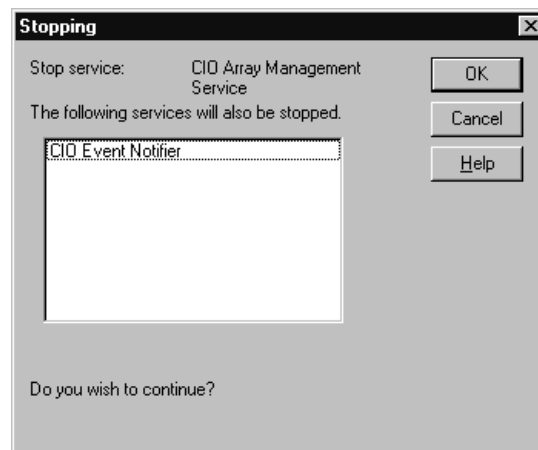 Stopping
Stop service: CIO Array Management
Service
The following services will also be stopped.
CIO Event Notifier
Do you wish to continue?
OK
Cancel
Help